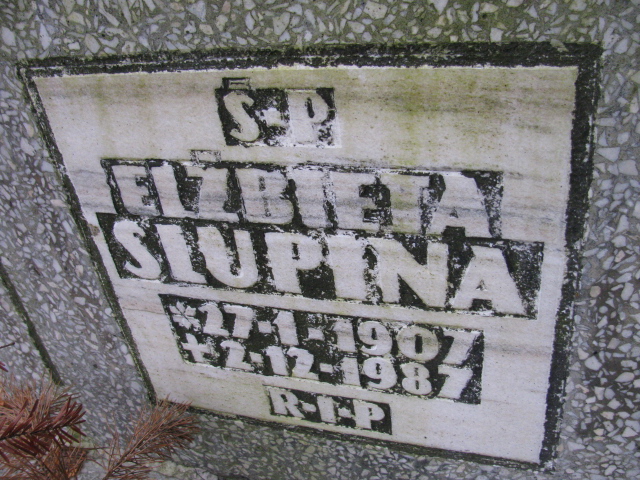 Ś·P
ELŻBIETA
SŁUPINA
*27-1-1907
+2-12-1987
R-I-P